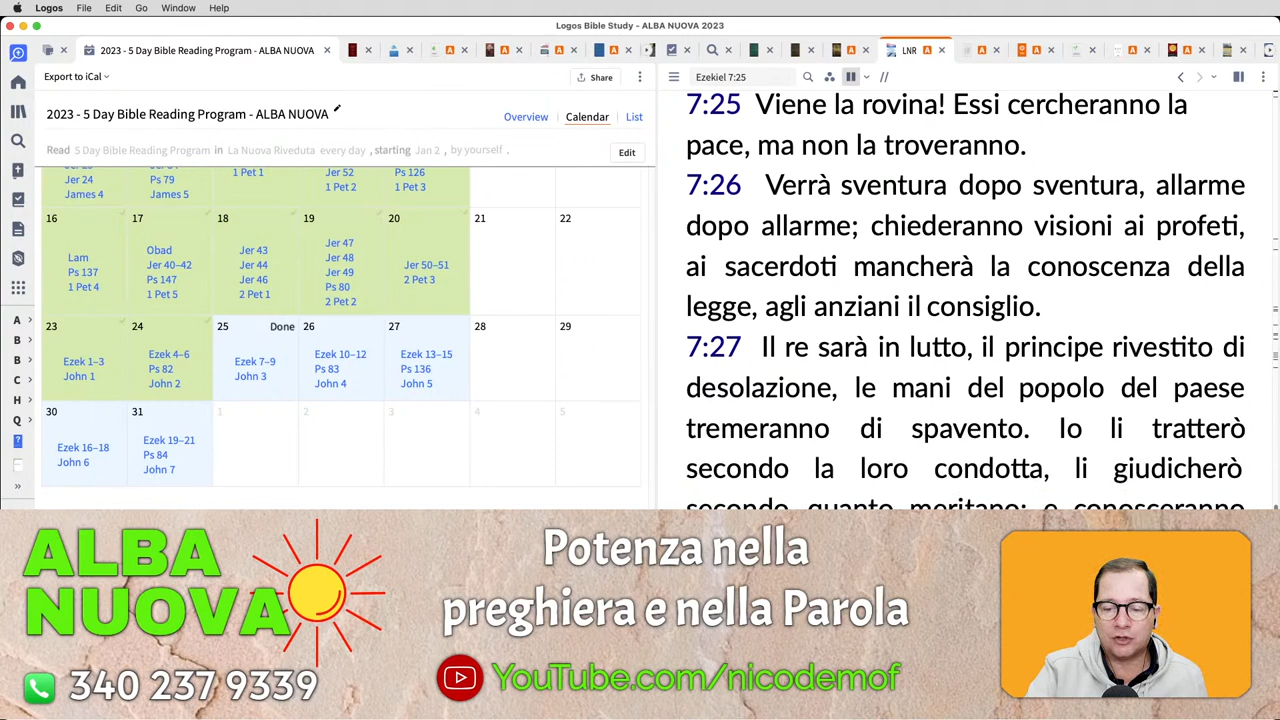 Logos File Edit Go Window Help
Logos Bible Study - ALBA NUOVA 2023
2023 - 5 Day Bible Reading Program - ALBA NUOVA
LNR
Export to iCal
Share
Ezekiel 7:25
2023 - 5 Day Bible Reading Program - ALBA NUOVA
Overview Calendar List
Read 5 Day Bible Reading Program in La Nuova Riveduta every day , starting Jan 2 , by yourself .
Edit
Jer 24
James 4
Ps 79
James 5
1 Pet 1
Jer 52
1 Pet 2
Ps 126
1 Pet 3
16
Lam
Ps 137
1 Pet 4
17
Obad
Jer 40–42
Ps 147
1 Pet 5
18
Jer 43
Jer 44
Jer 46
2 Pet 1
19
Jer 47
Jer 48
Jer 49
Ps 80
2 Pet 2
20
Jer 50–51
2 Pet 3
21
22
23
Ezek 1–3
John 1
24
Ezek 4–6
Ps 82
John 2
25 Done
Ezek 7–9
John 3
26
Ezek 10–12
Ps 83
John 4
27
Ezek 13–15
Ps 136
John 5
28
29
30
Ezek 16–18
John 6
31
Ezek 19–21
Ps 84
John 7
1
2
3
4
5
A
B
B
C
H
Q
7:25 Viene la rovina! Essi cercheranno la
pace, ma non la troveranno.
7:26 Verrà sventura dopo sventura, allarme
dopo allarme; chiederanno visioni ai profeti,
ai sacerdoti mancherà la conoscenza della
legge, agli anziani il consiglio.
7:27 Il re sarà in lutto, il principe rivestito di
desolazione, le mani del popolo del paese
tremeranno di spavento. Io li tratterò
secondo la loro condotta, li giudicherò
secondo quanto meritano; e conosceranno
ALBA
NUOVA
340 237 9339
Potenza nella
preghiera e nella Parola
YouTube.com/nicodemof